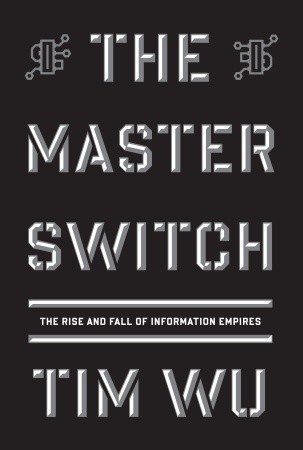 THE
MASTER
SWITCH
THE RISE AND FALL OF INFORMATION EMPIRES
TIM WU